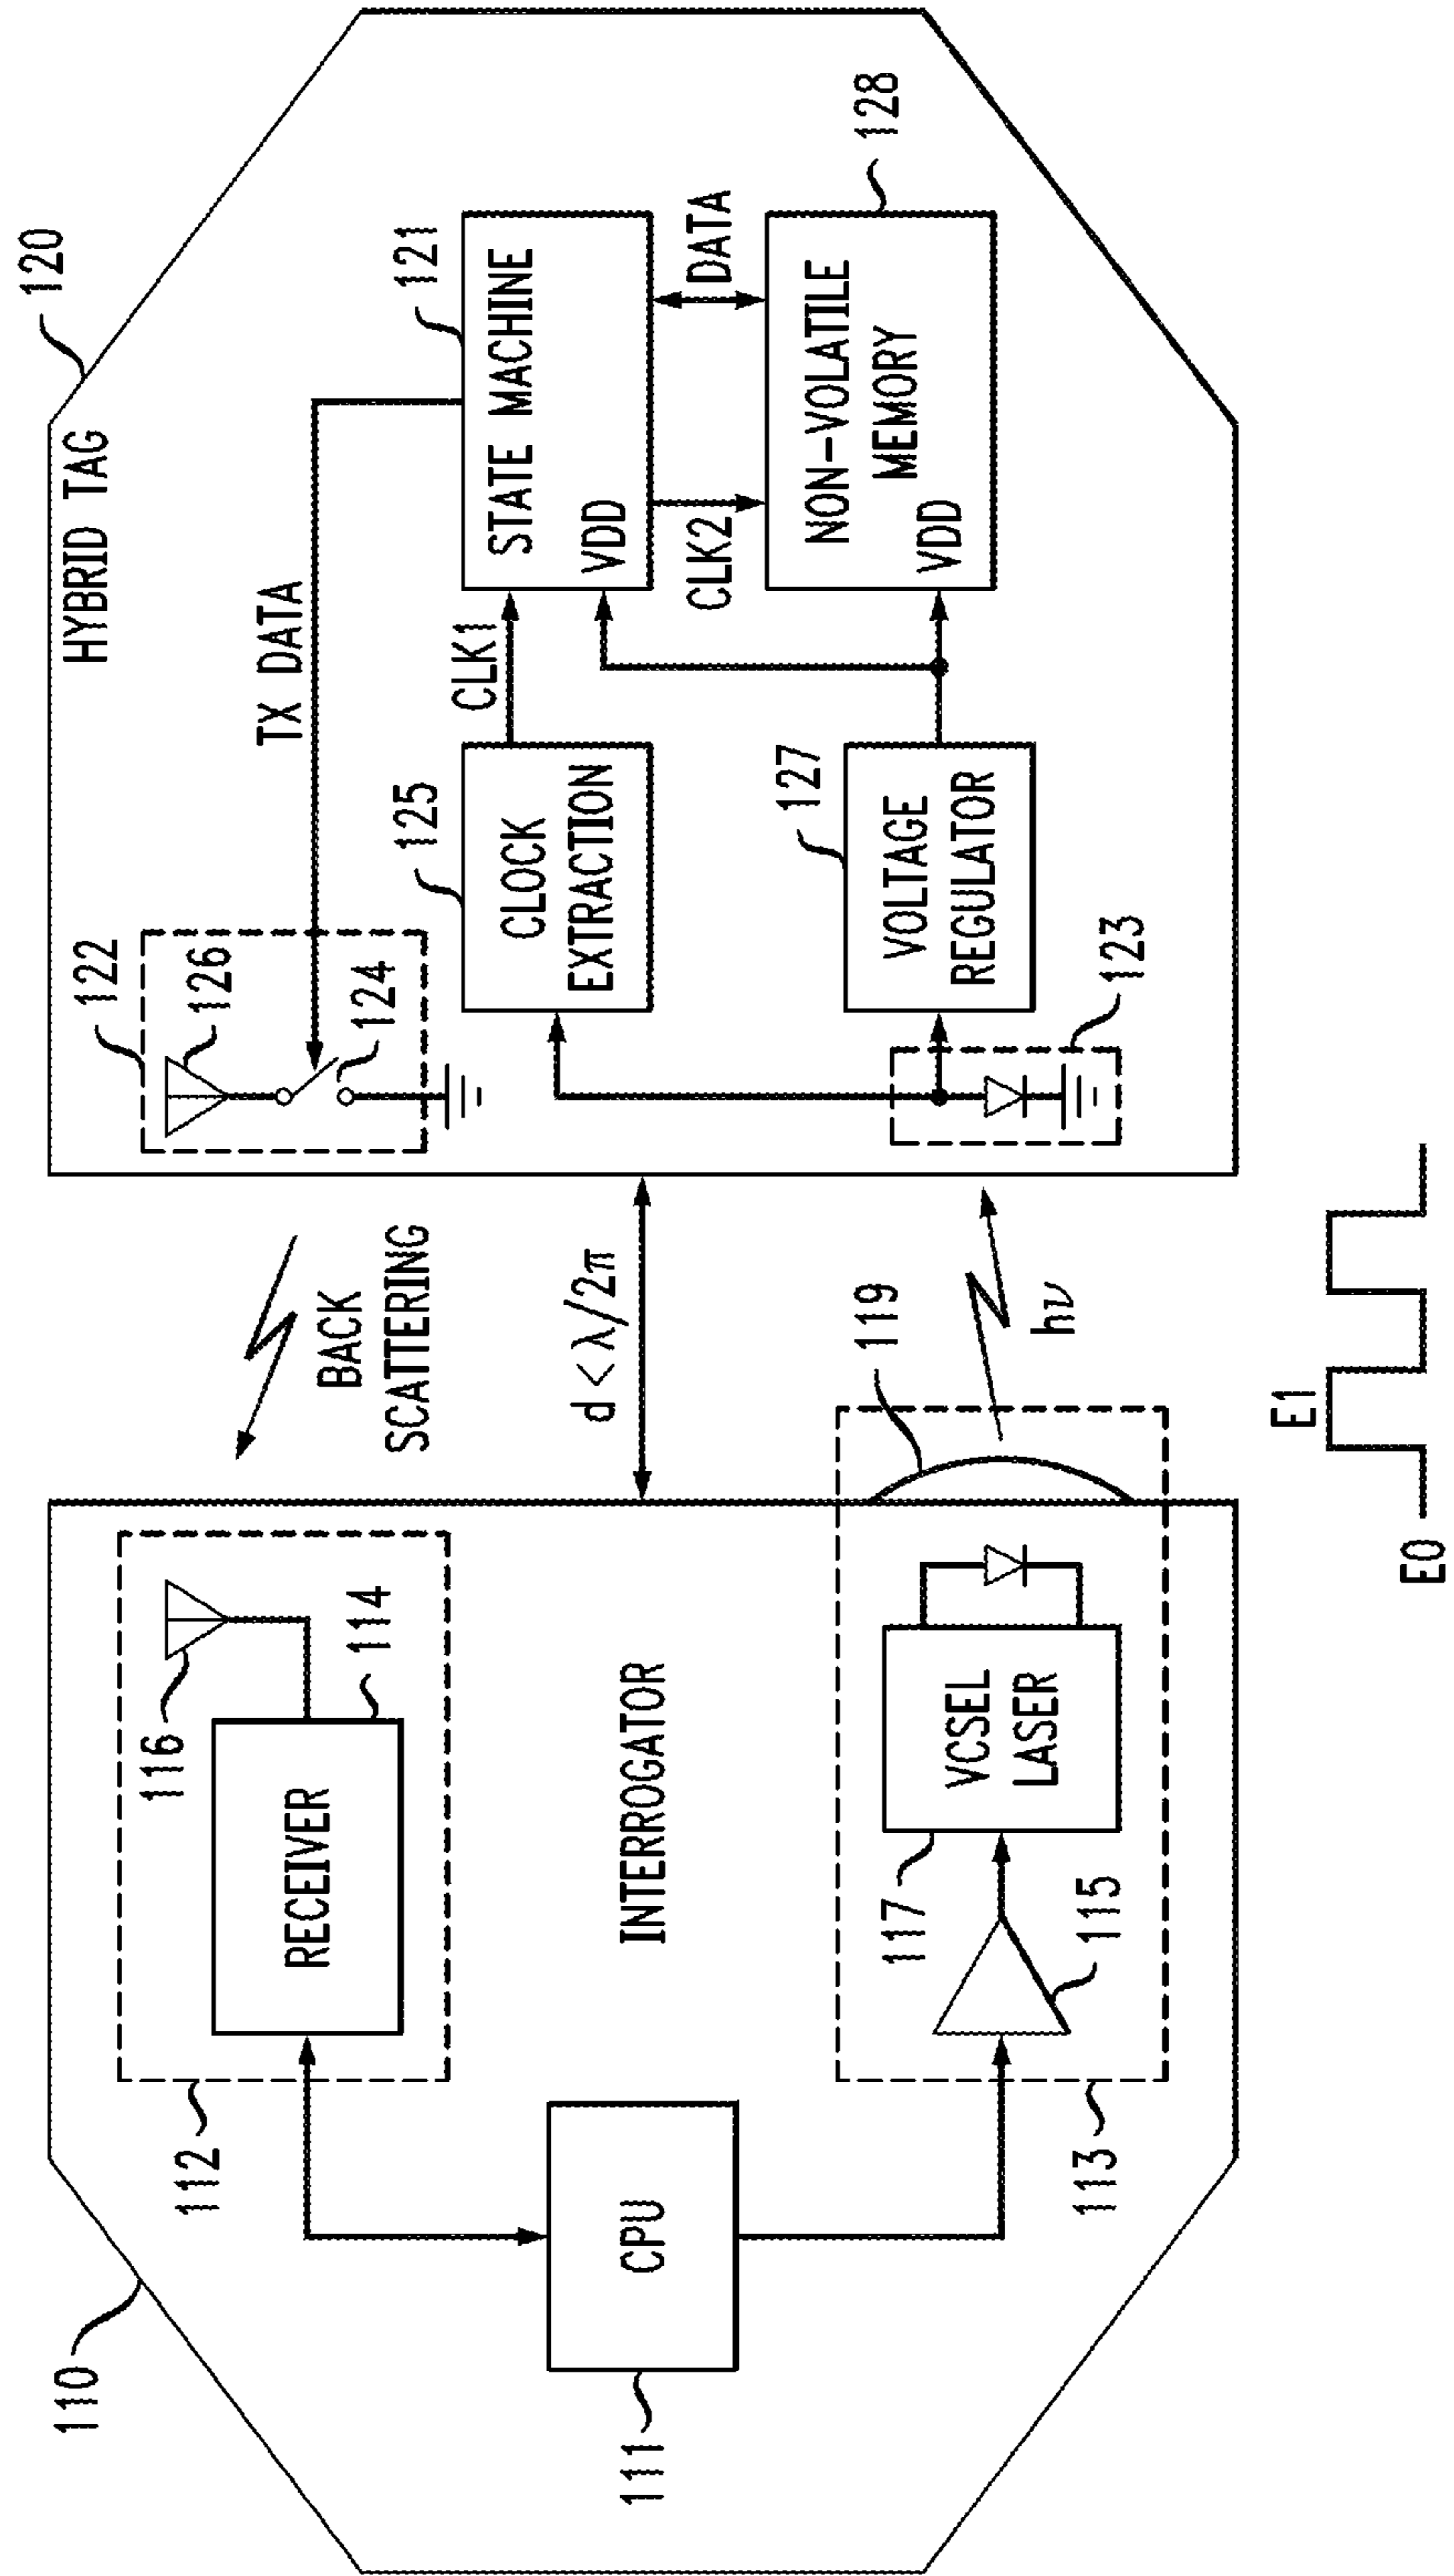 110
112
116
RECEIVER
114
111
CPU
INTERROGATOR
117
VCSEL
LASER
115
113
119
BACK
SCATTERING
d < λ/2π
hν
E0
E1
HYBRID TAG
120
122
126
124
TX DATA
125
CLOCK
EXTRACTION
CLK1
121
STATE MACHINE
VDD
CLK2
DATA
127
VOLTAGE
REGULATOR
123
128
NON-VOLATILE
MEMORY
VDD